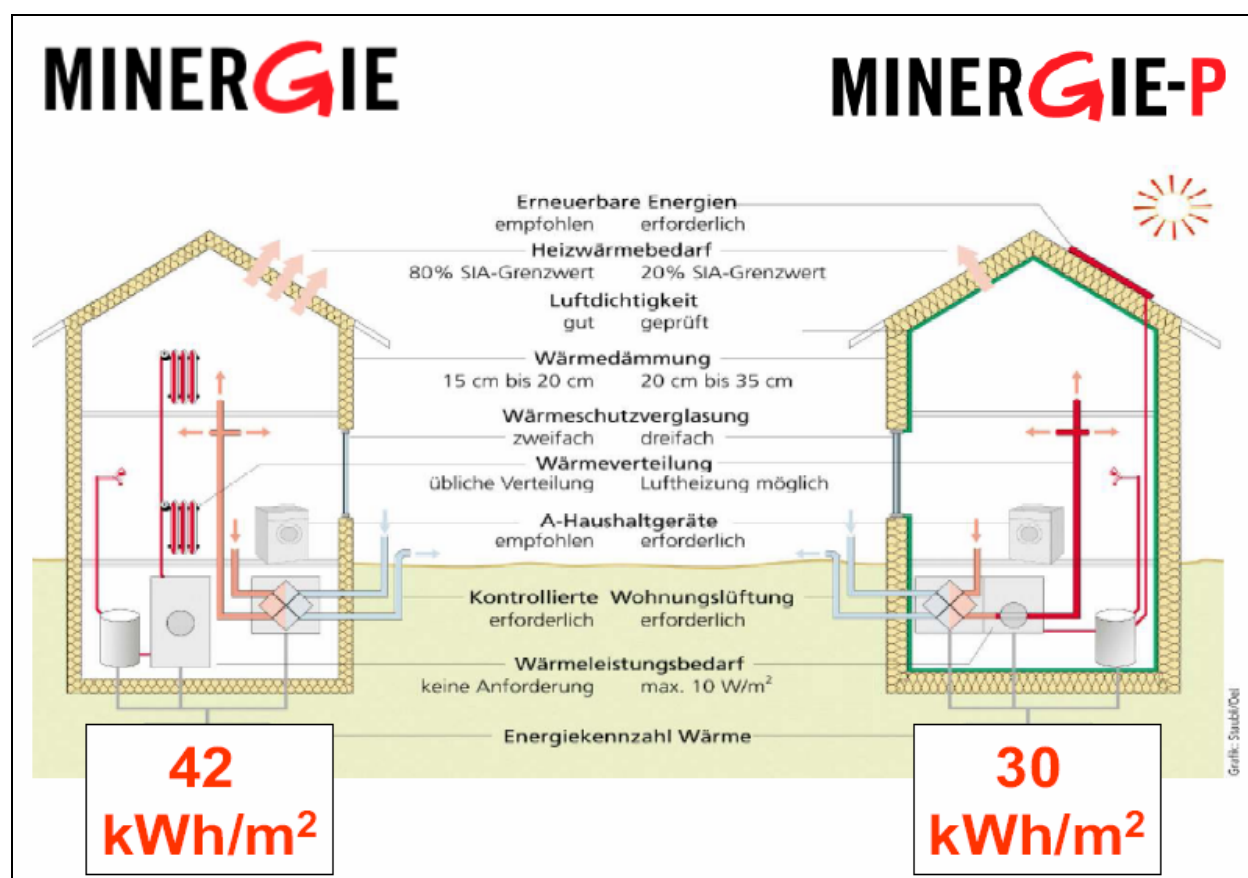 MINERGIE
MINERGIE-P
Erneuerbare Energien
empfohlen erforderlich
Heizwärmebedarf
80% SIA-Grenzwert 20% SIA-Grenzwert
Luftdichtigkeit
gut geprüft
Wärmedämmung
15 cm bis 20 cm 20 cm bis 35 cm
Wärmeschutzverglasung
zweifach dreifach
Wärmeverteilung
übliche Verteilung Luftheizung möglich
A-Haushaltgeräte
empfohlen erforderlich
Kontrollierte Wohnungslüftung
erforderlich erforderlich
Wärmeleistungsbedarf
keine Anforderung max. 10 W/m²
Energiekennzahl Wärme
42
kWh/m²
30
kWh/m²
Grafik: Staubli/Oel